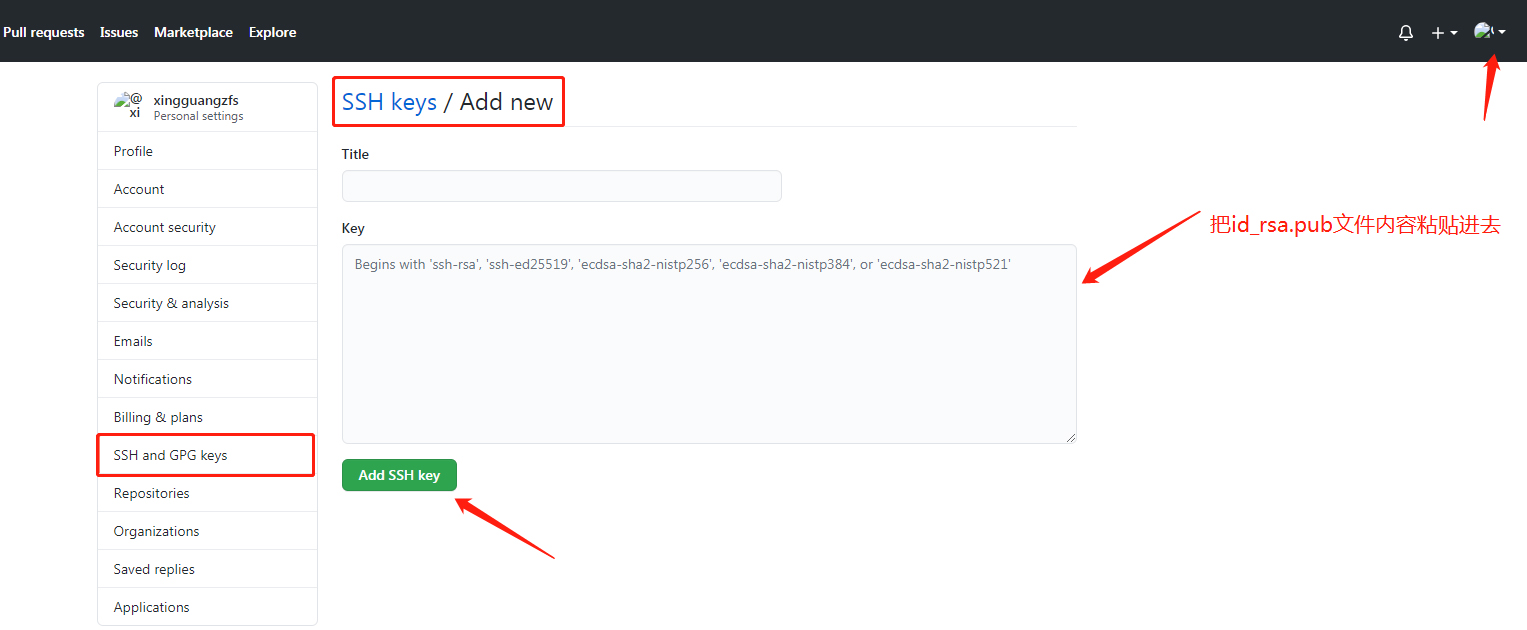 Pull requests Issues Marketplace Explore
@
xi
xingguangzfs
Personal settings
SSH keys / Add new
Profile
Account
Account security
Security log
Security & analysis
Emails
Notifications
Billing & plans
SSH and GPG keys
Repositories
Organizations
Saved replies
Applications
Title
Key
Begins with 'ssh-rsa', 'ssh-ed25519', 'ecdsa-sha2-nistp256', 'ecdsa-sha2-nistp384', or 'ecdsa-sha2-nistp521'
把id_rsa.pub文件内容粘贴进去
Add SSH key